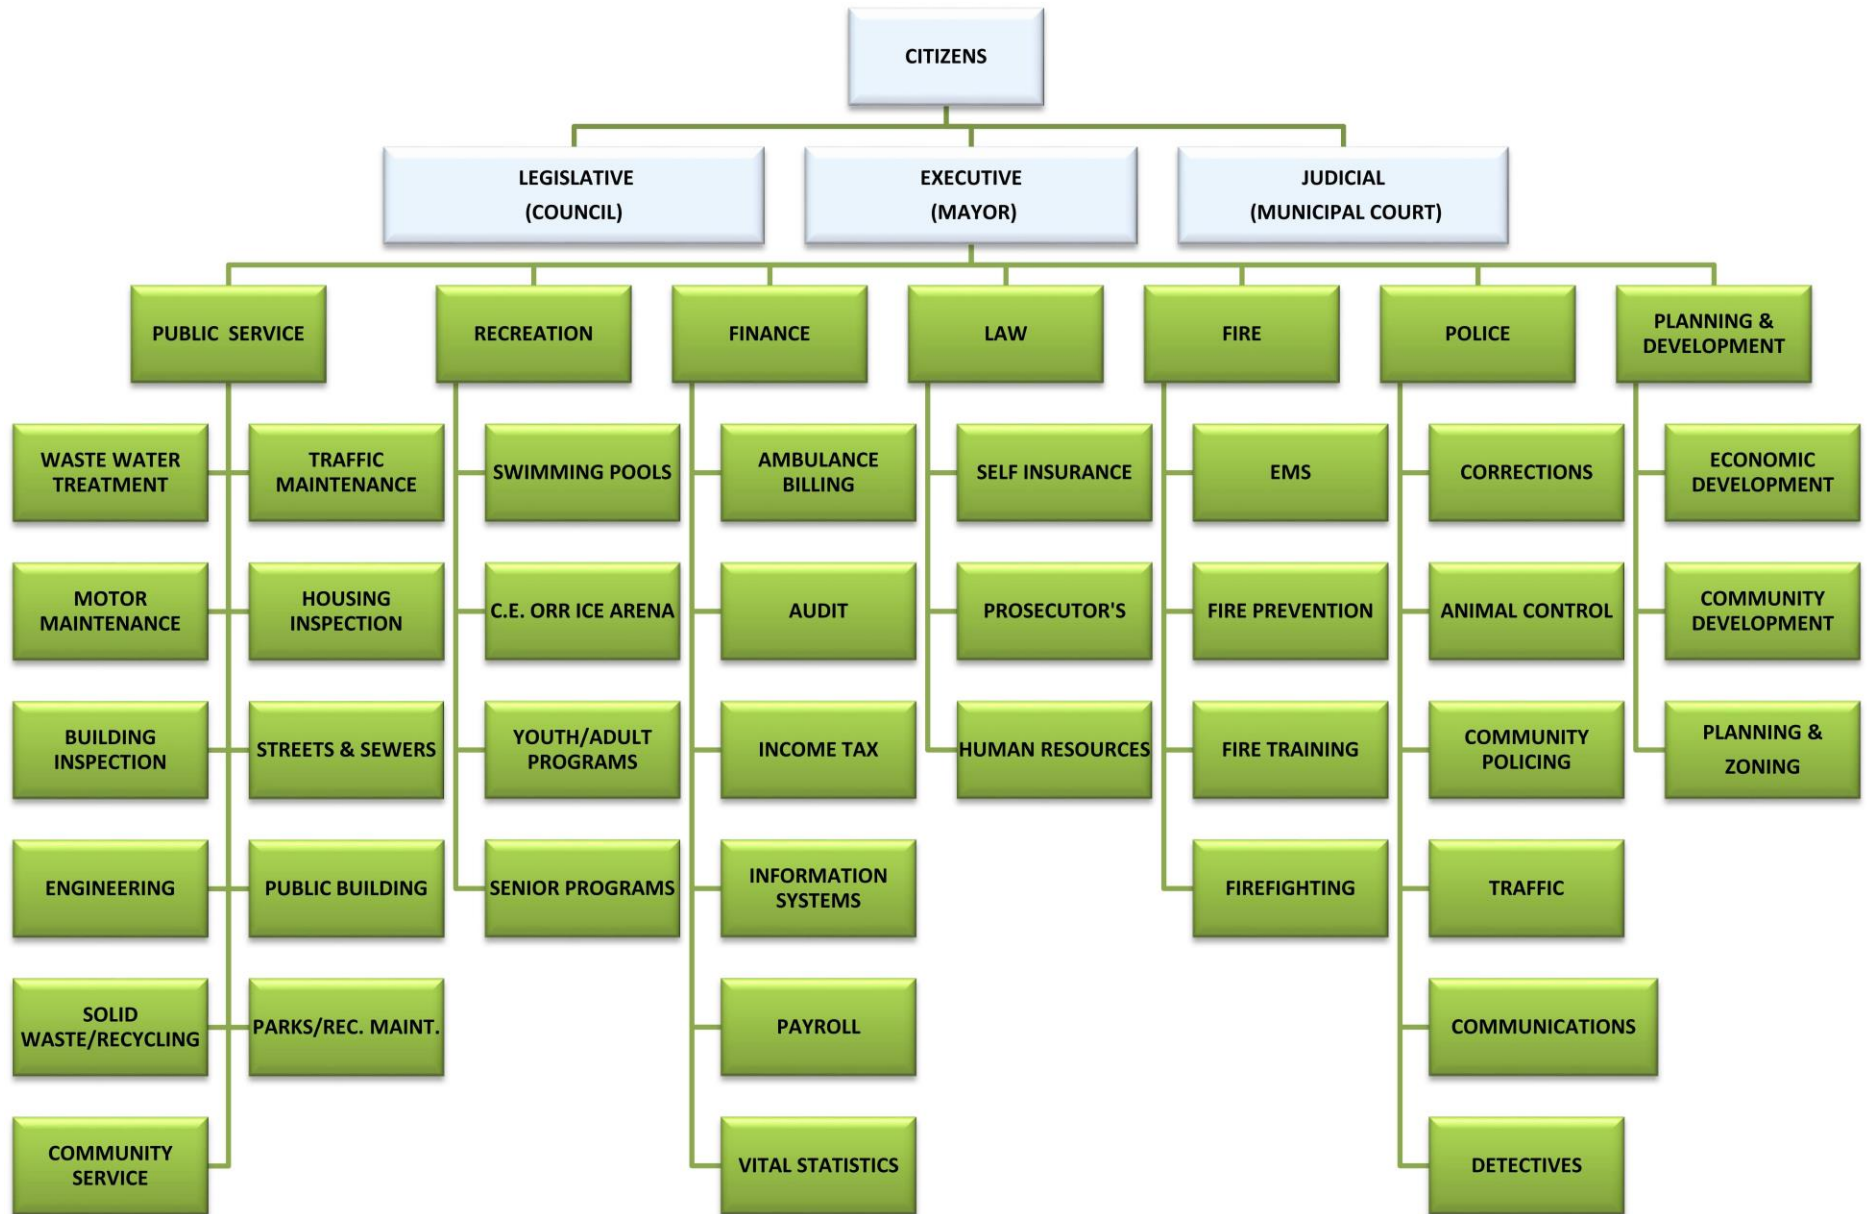 CITIZENS
LEGISLATIVE
(COUNCIL)
EXECUTIVE
(MAYOR)
JUDICIAL
(MUNICIPAL COURT)
PUBLIC SERVICE
RECREATION
FINANCE
LAW
FIRE
POLICE
PLANNING &
DEVELOPMENT
WASTE WATER
TREATMENT
TRAFFIC
MAINTENANCE
SWIMMING POOLS
AMBULANCE
BILLING
SELF INSURANCE
EMS
CORRECTIONS
ECONOMIC
DEVELOPMENT
MOTOR
MAINTENANCE
HOUSING
INSPECTION
C.E. ORR ICE ARENA
AUDIT
PROSECUTOR'S
FIRE PREVENTION
ANIMAL CONTROL
COMMUNITY
DEVELOPMENT
BUILDING
INSPECTION
STREETS & SEWERS
YOUTH/ADULT
PROGRAMS
INCOME TAX
HUMAN RESOURCES
FIRE TRAINING
COMMUNITY
POLICING
PLANNING &
ZONING
ENGINEERING
PUBLIC BUILDING
SENIOR PROGRAMS
INFORMATION
SYSTEMS
FIREFIGHTING
TRAFFIC
SOLID
WASTE/RECYCLING
PARKS/REC. MAINT.
PAYROLL
COMMUNICATIONS
COMMUNITY
SERVICE
VITAL STATISTICS
DETECTIVES